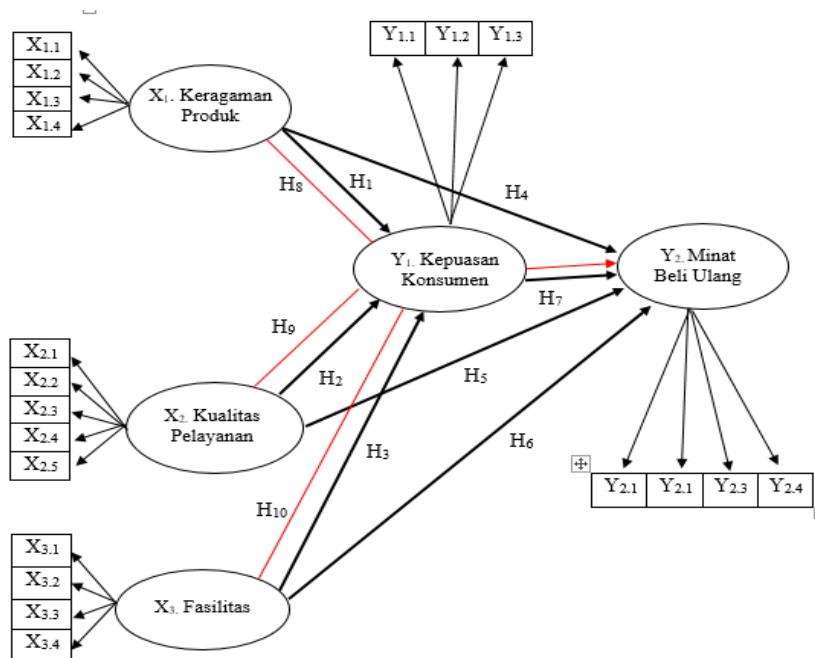 X1.1
X1.2
X1.3
X1.4
X1. Keragaman
Produk
Y1.1 Y1.2 Y1.3
H8
H1
H4
Y1. Kepuasan
Konsumen
Y2. Minat
Beli Ulang
H7
H9
H2
H5
X2.1
X2.2
X2.3
X2.4
X2.5
X2. Kualitas
Pelayanan
H3
H6
H10
Y2.1 Y2.1 Y2.3 Y2.4
X3.1
X3.2
X3.3
X3.4
X3. Fasilitas